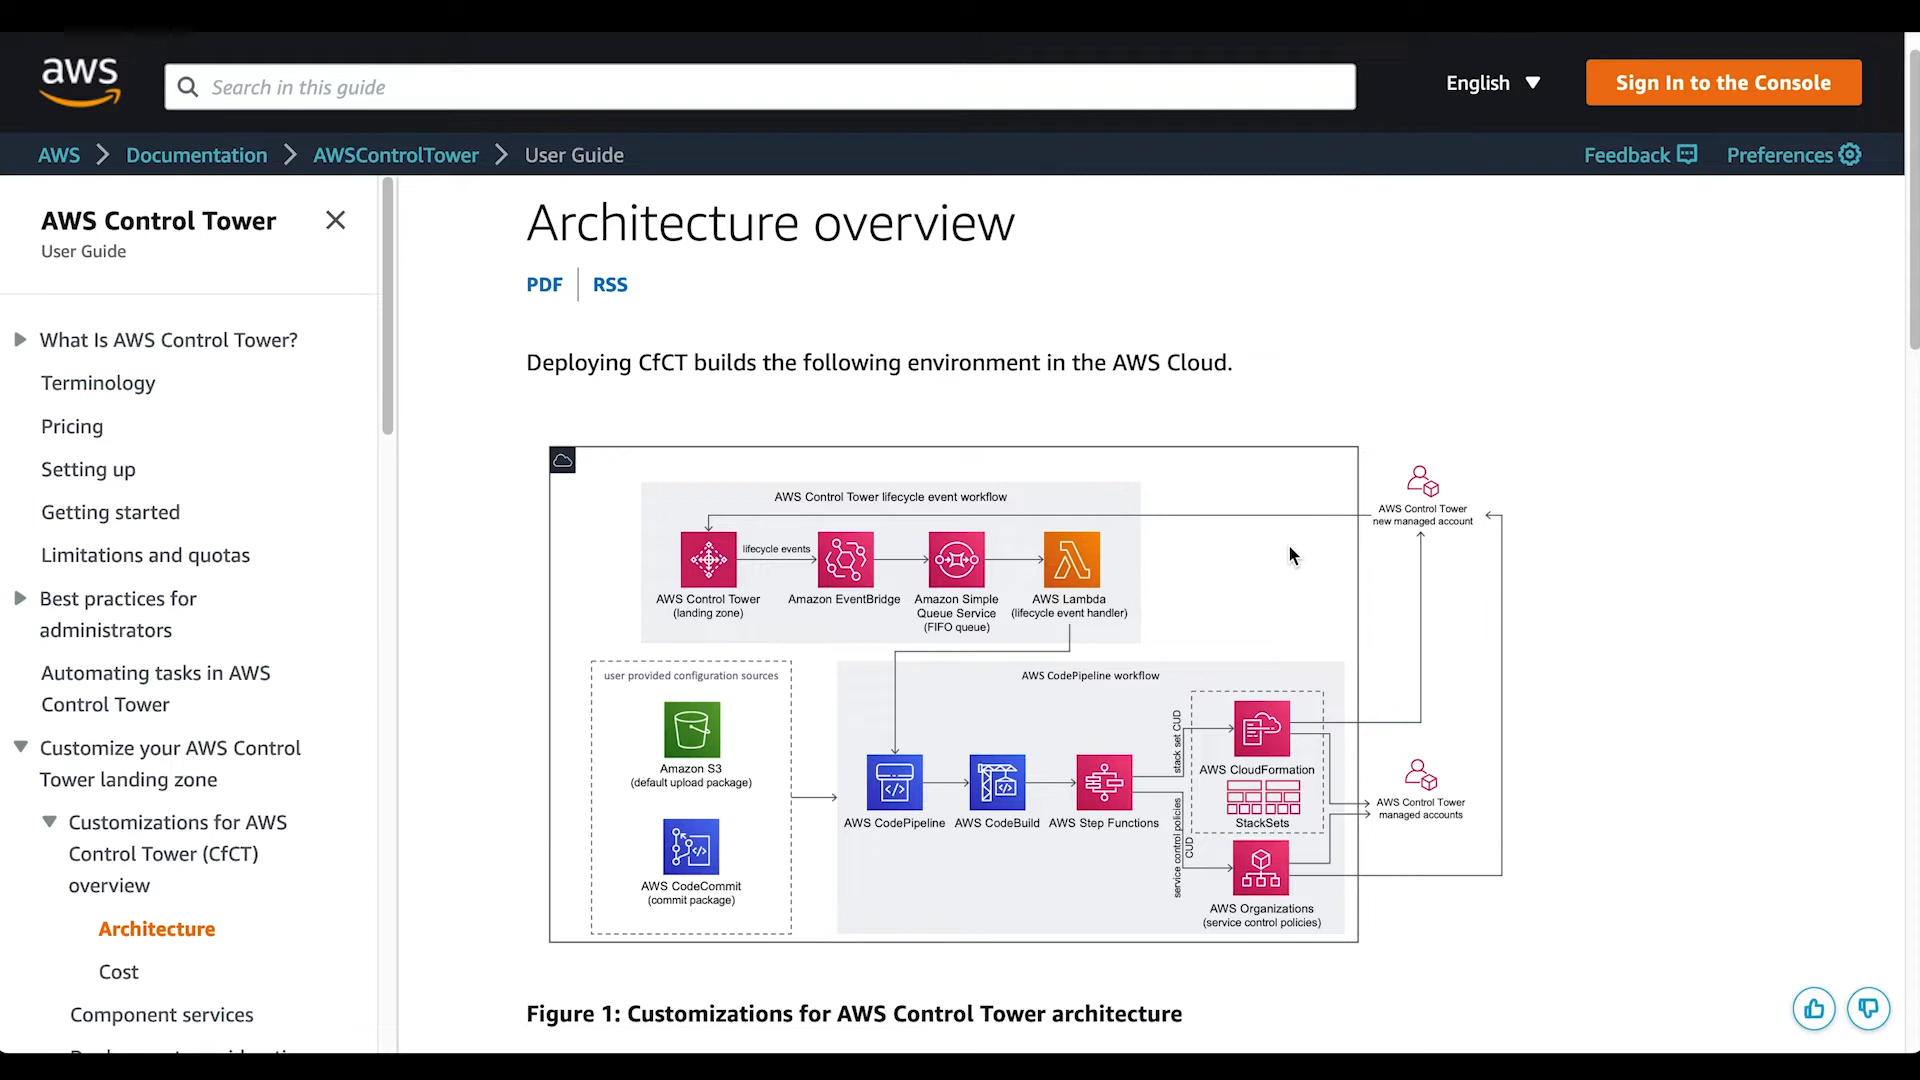 aws
Search in this guide
English
Sign In to the Console
AWS
Documentation
AWSControlTower
User Guide
Feedback
Preferences
AWS Control Tower
User Guide
What Is AWS Control Tower?
Terminology
Pricing
Setting up
Getting started
Limitations and quotas
Best practices for
administrators
Automating tasks in AWS
Control Tower
Customize your AWS Control
Tower landing zone
Customizations for AWS
Control Tower (CfCT)
overview
Architecture
Cost
Component services
Architecture overview
PDF
RSS
Deploying CfCT builds the following environment in the AWS Cloud.
AWS Control Tower lifecycle event workflow
lifecycle events
AWS Control Tower
(landing zone)
Amazon EventBridge
Amazon Simple
Queue Service
(FIFO queue)
AWS Lambda
(lifecycle event handler)
AWS Control Tower
new managed account
user provided configuration sources
Amazon S3
(default upload package)
AWS CodeCommit
(commit package)
AWS CodePipeline workflow
AWS CodePipeline
AWS CodeBuild
AWS Step Functions
stack set CUD
service control policies
CUD
AWS CloudFormation
StackSets
AWS Organizations
(service control policies)
AWS Control Tower
managed accounts
Figure 1: Customizations for AWS Control Tower architecture